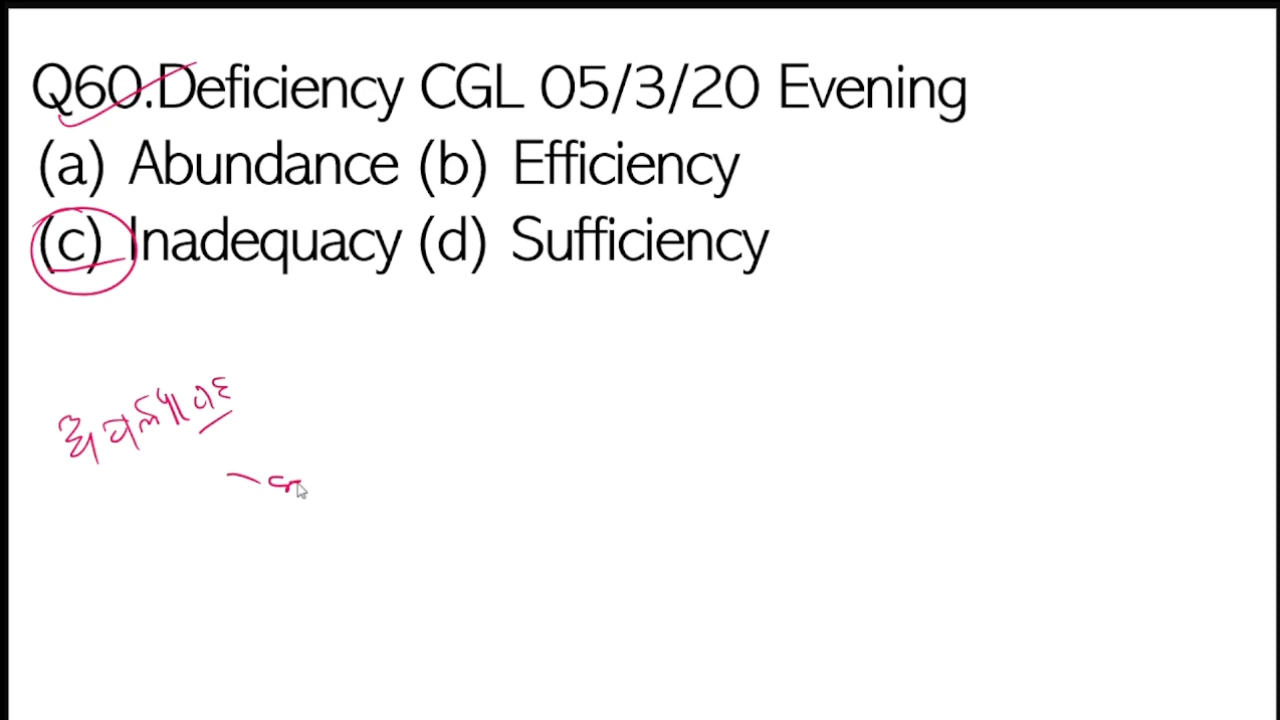 Q60.Deficiency CGL 05/3/20 Evening
(a) Abundance (b) Efficiency
(c) Inadequacy (d) Sufficiency